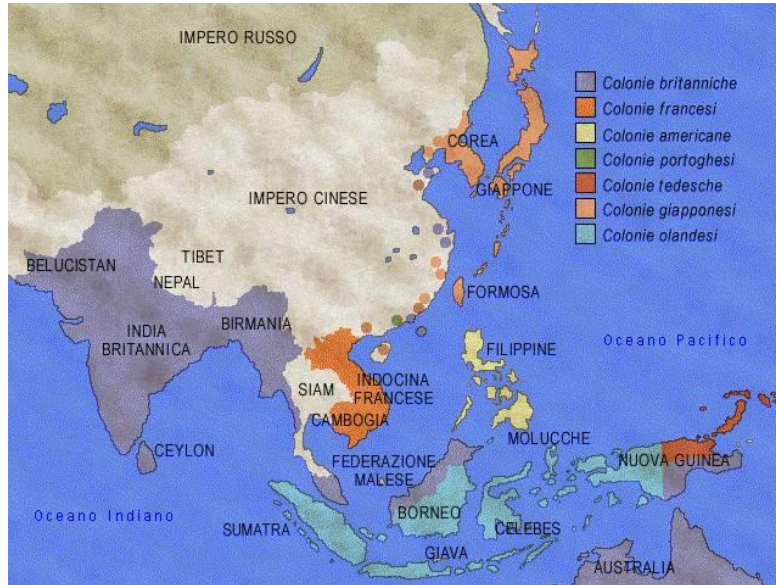 IMPERO RUSSO
Colonie britanniche
Colonie francesi
Colonie americane
Colonie portoghesi
Colonie tedesche
Colonie giapponesi
Colonie olandesi
COREA
GIAPPONE
IMPERO CINESE
TIBET
BELUCISTAN
NEPAL
FORMOSA
BIRMANIA
INDIA
BRITANNICA
Oceano Pacifico
FILIPPINE
SIAM
INDOCINA
FRANCESE
CAMBOGIA
MOLUCCHE
CEYLON
FEDERAZIONE
MALESE
NUOVA GUINEA
Oceano Indiano
BORNEO
SUMATRA
CELEBES
GIAVA
AUSTRALIA